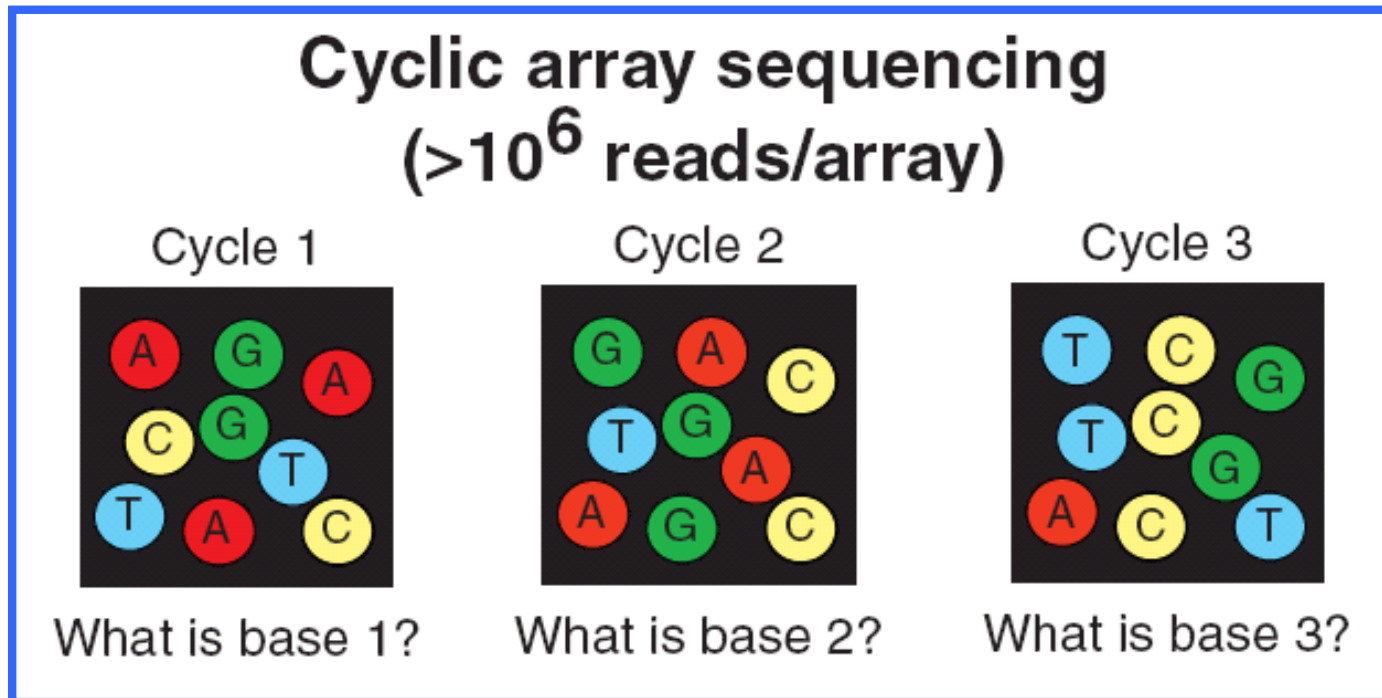 Cyclic array sequencing
(>10⁶ reads/array)
Cycle 1
Cycle 2
Cycle 3
A G A
C G T
T A C
G A C
T G A
A G C
T C G
T C G
A C T
What is base 1?
What is base 2?
What is base 3?